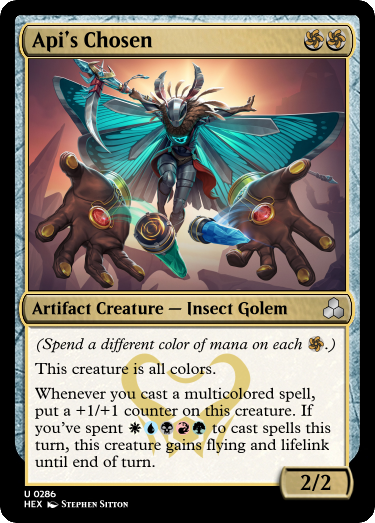 Api's Chosen
Artifact Creature — Insect Golem
(Spend a different color of mana on each .)
This creature is all colors.
Whenever you cast a multicolored spell,
put a +1/+1 counter on this creature. If
you've spent to cast spells this
turn, this creature gains flying and lifelink
until end of turn.
2/2
U 0286
HEX Stephen Sitton